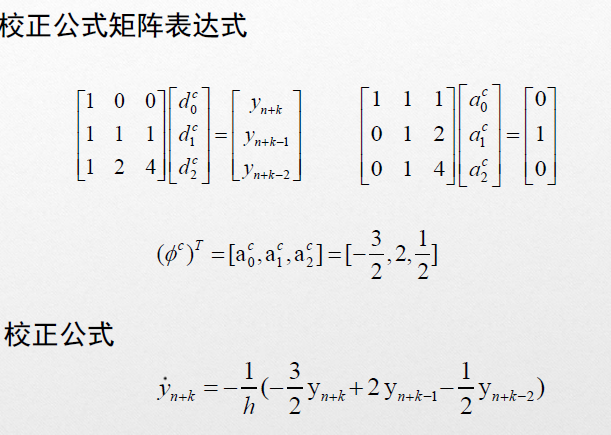 校正公式矩阵表达式
\begin{bmatrix} 1 & 0 & 0 \\ 1 & 1 & 1 \\ 1 & 2 & 4 \end{bmatrix} \begin{bmatrix} d_0^c \\ d_1^c \\ d_2^c \end{bmatrix} = \begin{bmatrix} y_{n+k} \\ y_{n+k-1} \\ y_{n+k-2} \end{bmatrix} \quad \begin{bmatrix} 1 & 1 & 1 \\ 0 & 1 & 2 \\ 0 & 1 & 4 \end{bmatrix} \begin{bmatrix} a_0^c \\ a_1^c \\ a_2^c \end{bmatrix} = \begin{bmatrix} 0 \\ 1 \\ 0 \end{bmatrix}
(\phi^c)^T = [a_0^c, a_1^c, a_2^c] = [-\frac{3}{2}, 2, \frac{1}{2}]
校正公式
\dot{y}_{n+k} = -\frac{1}{h}(-\frac{3}{2} y_{n+k} + 2 y_{n+k-1} - \frac{1}{2} y_{n+k-2})